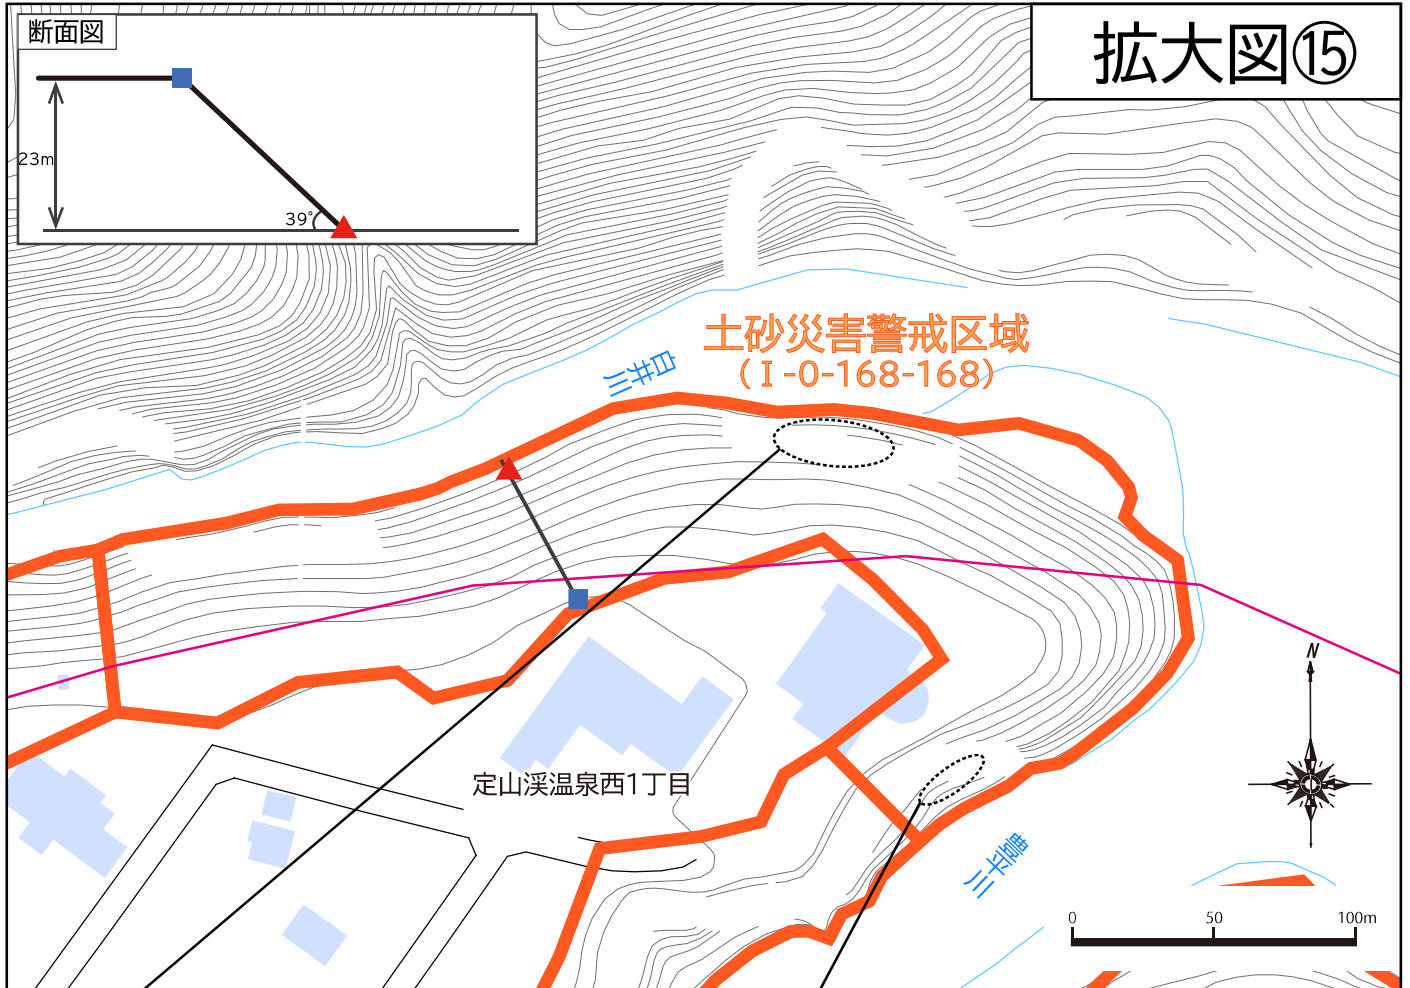 断面図
23m
39°
拡大図⑮
土砂災害警戒区域
（Ⅰ-0-168-168）
白井川
定山渓温泉西1丁目
豊平川
N
0 50 100m